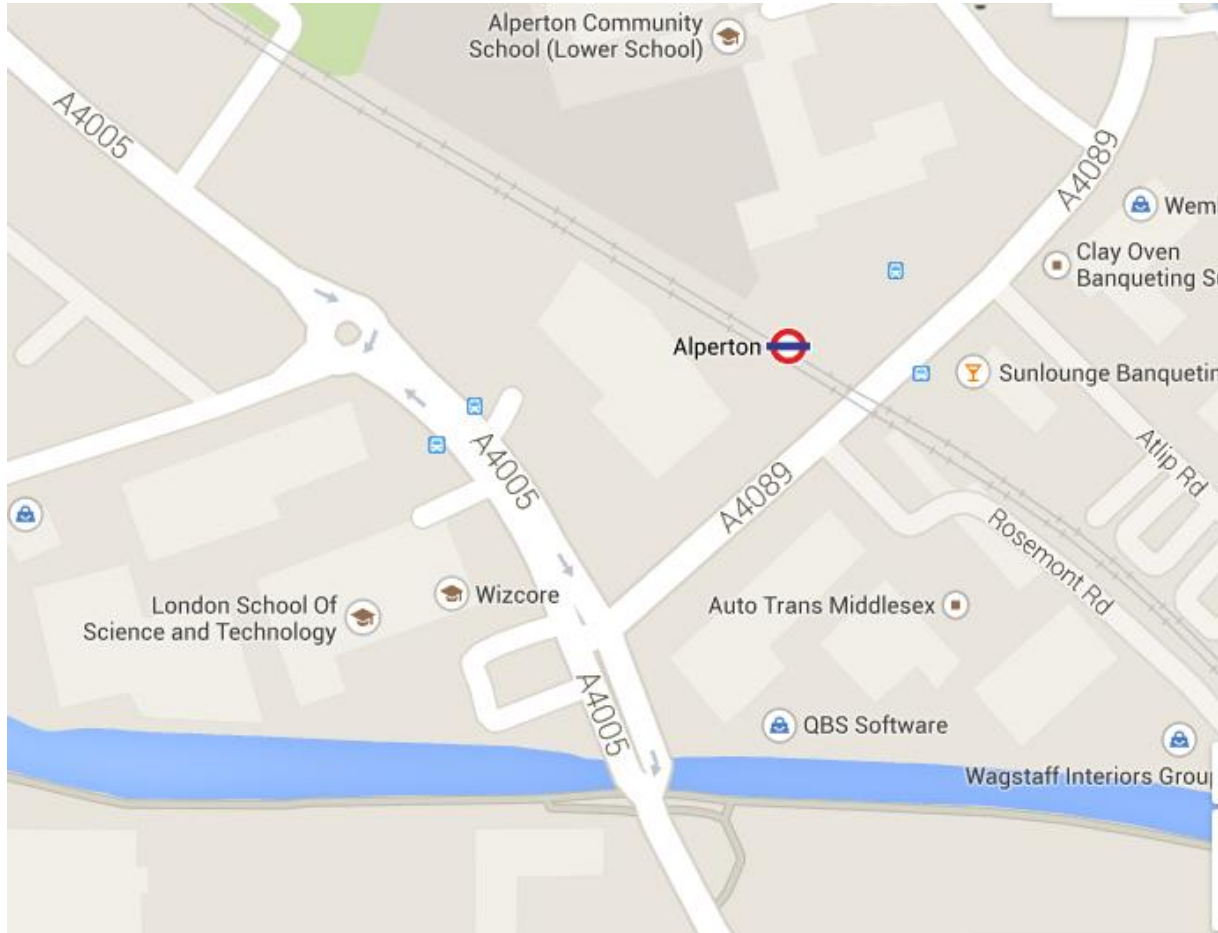 Alperton Community
School (Lower School)
A4005
A4089
Wem
Clay Oven
Banqueting S
Alperton
Sunlounge Banquetin
A4005
Atlip Rd
A4089
Rosemont Rd
Wizcore
London School Of
Science and Technology
Auto Trans Middlesex
A4005
QBS Software
Wagstaff Interiors Grou